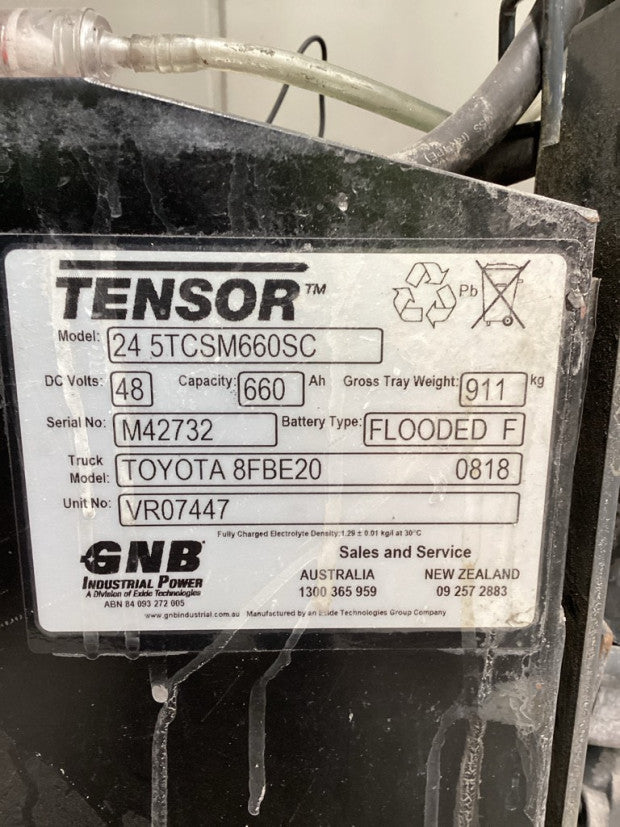 TENSOR™
Pb
Model: 24 5TCSM660SC
DC Volts: 48 Capacity: 660 Ah Gross Tray Weight: 911 kg
Serial No: M42732 Battery Type: FLOODED F
Truck Model: TOYOTA 8FBE20 0818
Unit No: VR07447
Fully Charged Electrolyte Density:1.29 ± 0.01 kg/l at 30°C
GNB
INDUSTRIAL POWER
A Division of Exide Technologies
ABN 84 093 272 005
Sales and Service
AUSTRALIA NEW ZEALAND
1300 365 959 09 257 2883
www.gnbindustrial.com.au Manufactured by an Exide Technologies Group Company